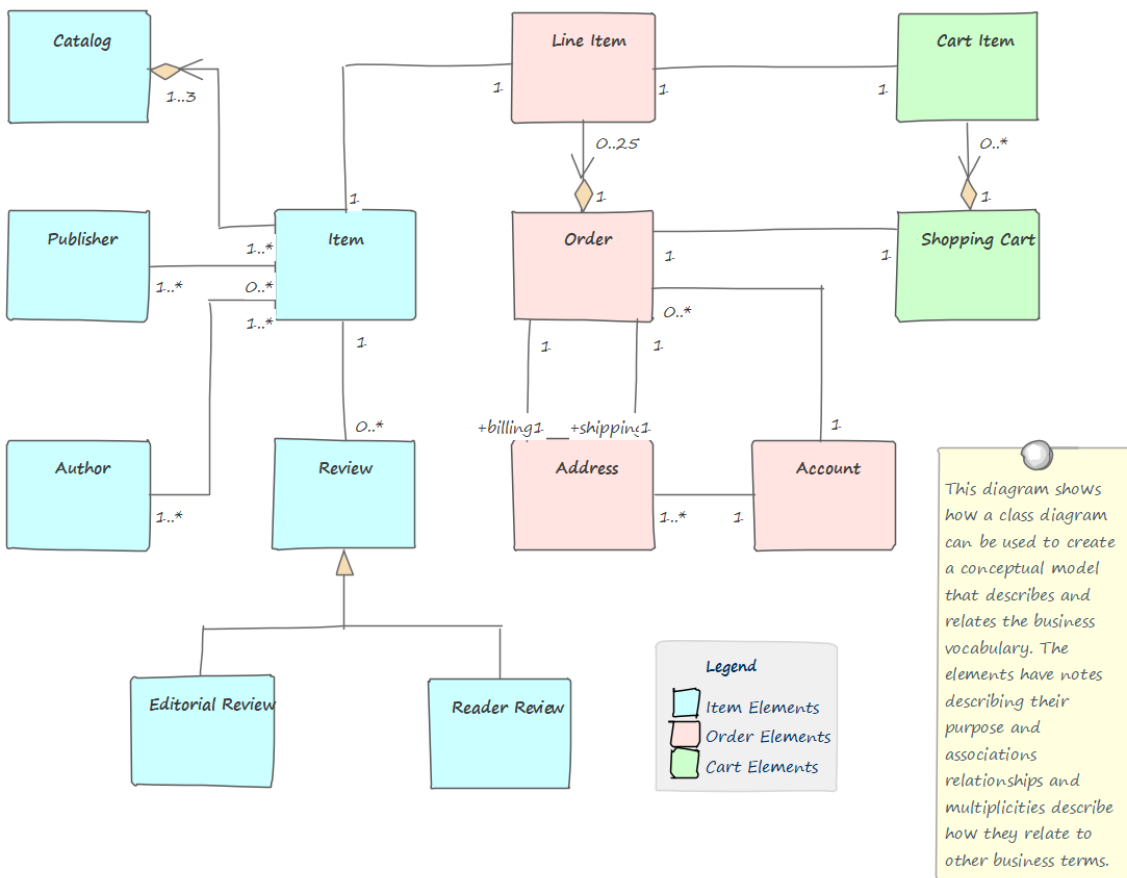 Catalog
Line Item
Cart Item
1..3
1
1
1
0..25
0..*
1
1
1
Publisher
Item
Order
Shopping Cart
1..*
1
1
1..*
0..*
0..*
1..*
1
1
1
0..*
+billing1
+shipping1
1
Author
Review
Address
Account
1..*
1..*
1
This diagram shows
how a class diagram
can be used to create
a conceptual model
that describes and
relates the business
vocabulary. The
elements have notes
describing their
purpose and
associations
relationships and
multiplicities describe
how they relate to
other business terms.
Editorial Review
Reader Review
Legend
Item Elements
Order Elements
Cart Elements